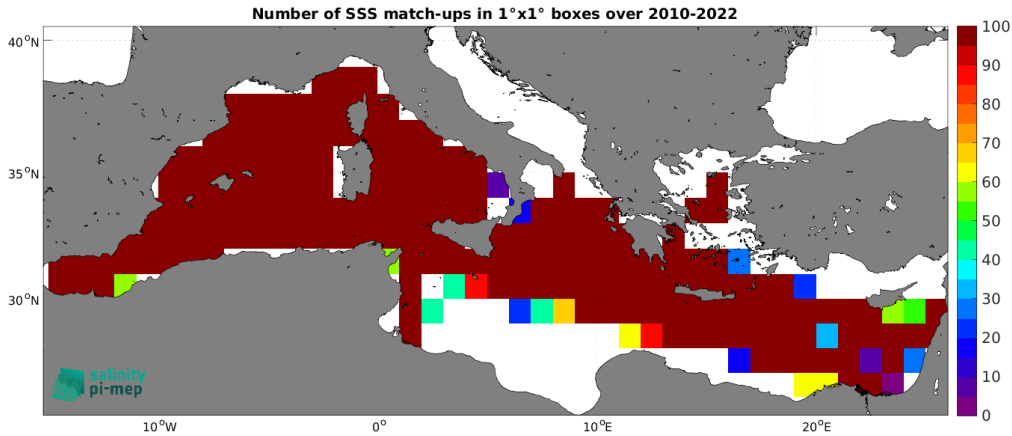 Number of SSS match-ups in 1°x1° boxes over 2010-2022
40°N
35°N
30°N
10°W
0°
10°E
20°E
100
90
80
70
60
50
40
30
20
10
0
salinity
pi-mep